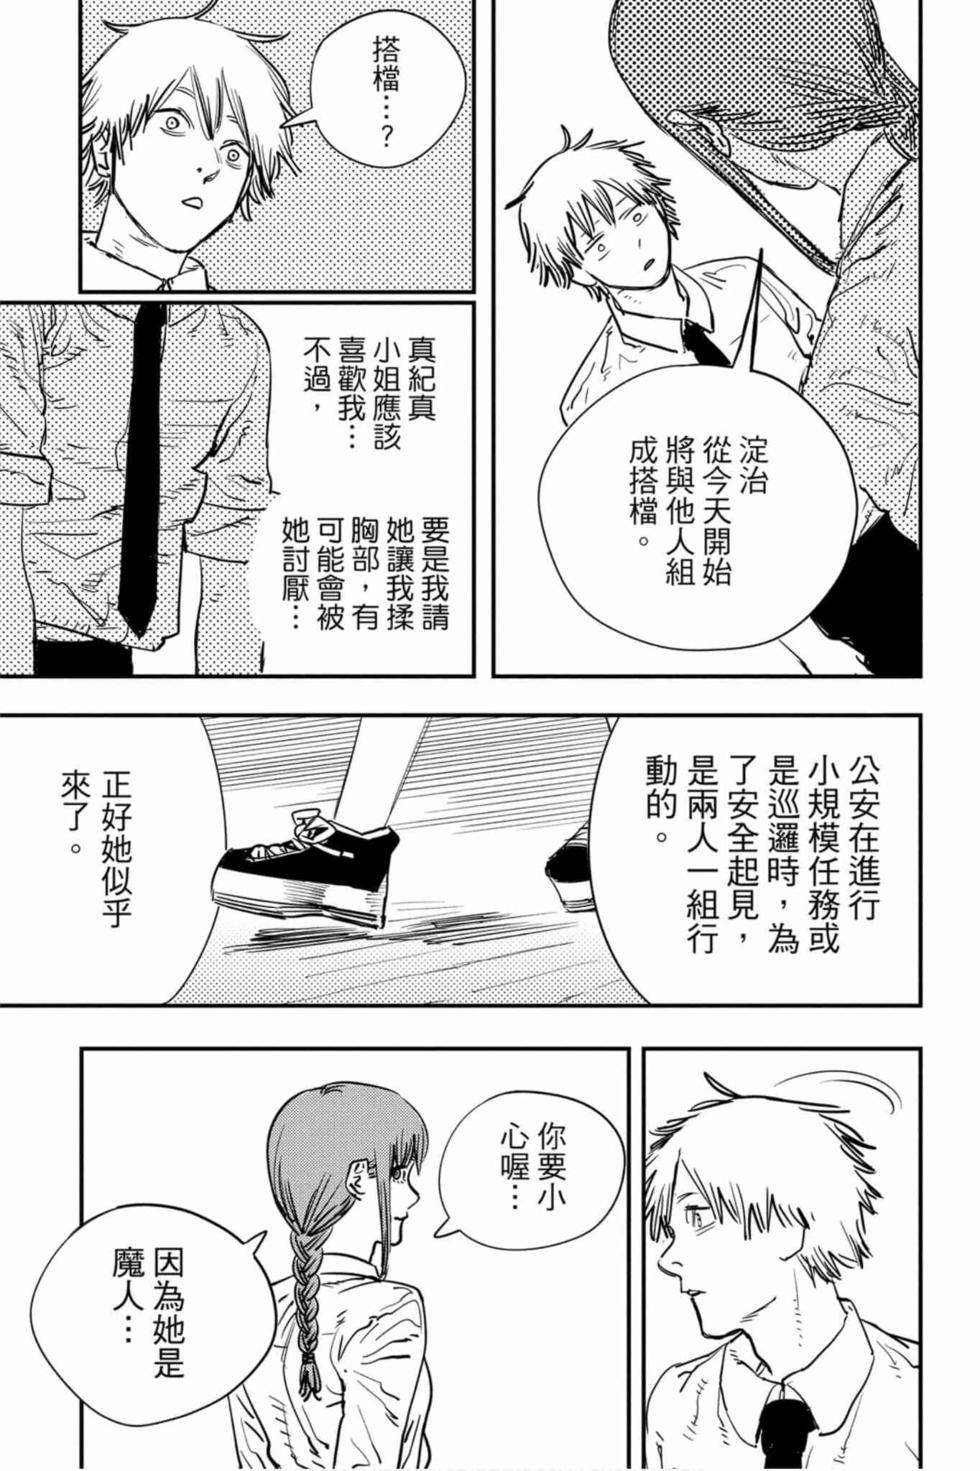 淀治
從今天開始
將與他人組
成搭檔。
搭檔…?
真紀真
小姐應該
喜歡我…
不過，
要是我請
她讓我揉
胸部，有
可能會被
她討厭…
公安在進行
小規模任務或
是巡邏時，為
了安全起見，
是兩人一組行
動的。
正好她似乎
來了。
你要小
心喔…
因為她是
魔人…